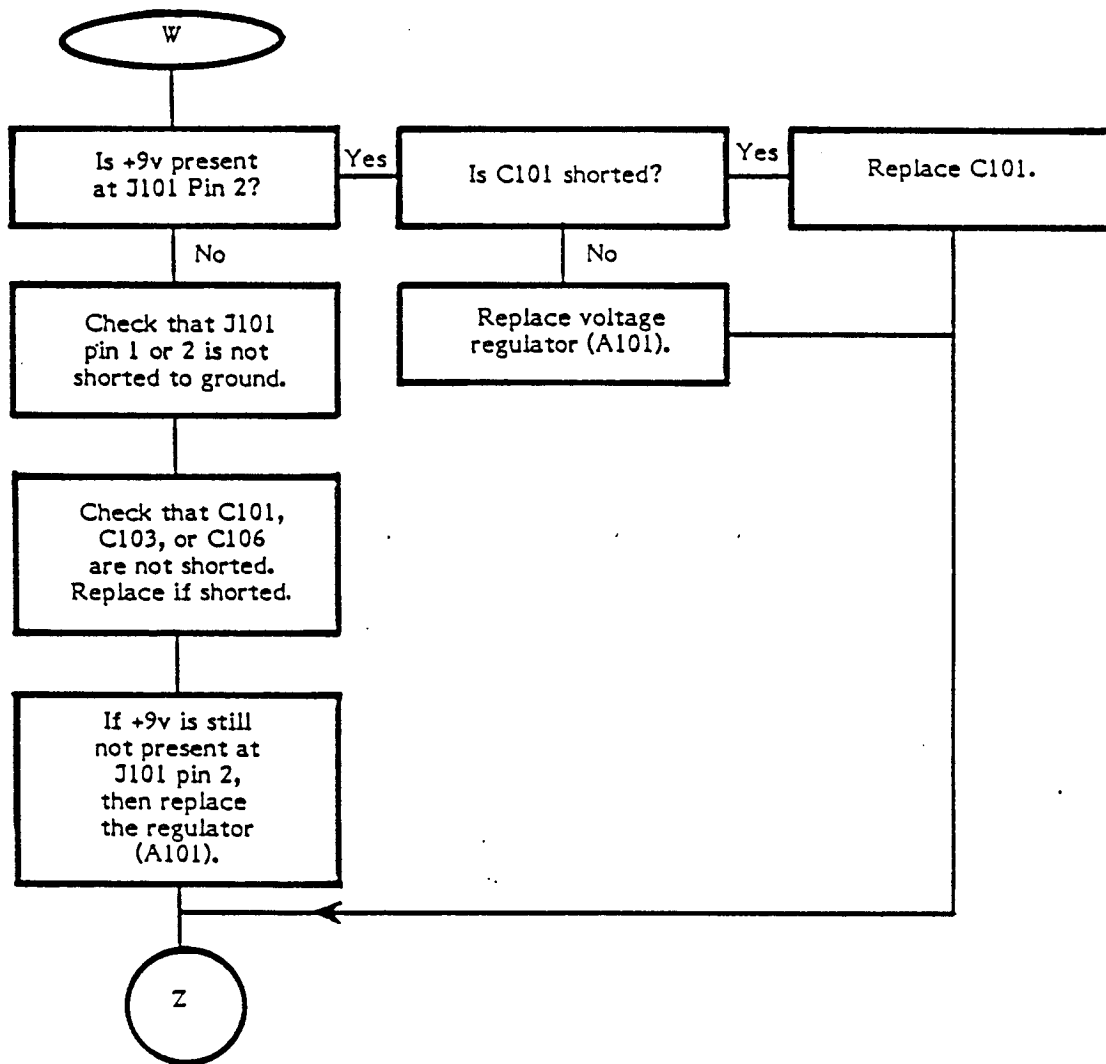 W
Is +9v present
at J101 Pin 2?
Yes
Is C101 shorted?
Yes
Replace C101.
No
No
Check that J101
pin 1 or 2 is not
shorted to ground.
Replace voltage
regulator (A101).
Check that C101,
C103, or C106
are not shorted.
Replace if shorted.
If +9v is still
not present at
J101 pin 2,
then replace
the regulator
(A101).
Z